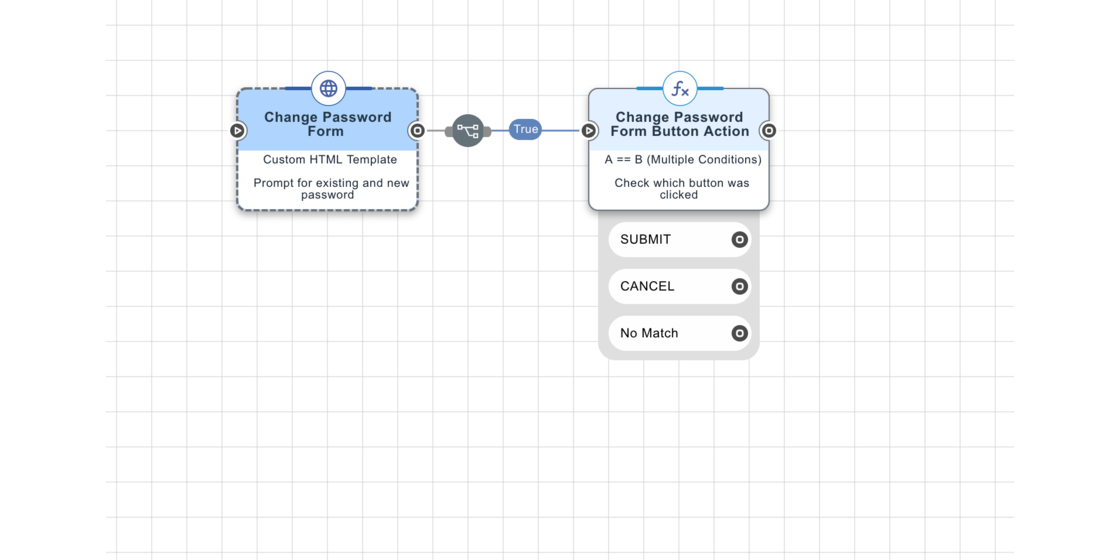 Change Password
Form
Custom HTML Template
Prompt for existing and new
password
True
fx
Change Password
Form Button Action
A == B (Multiple Conditions)
Check which button was
clicked
SUBMIT
CANCEL
No Match